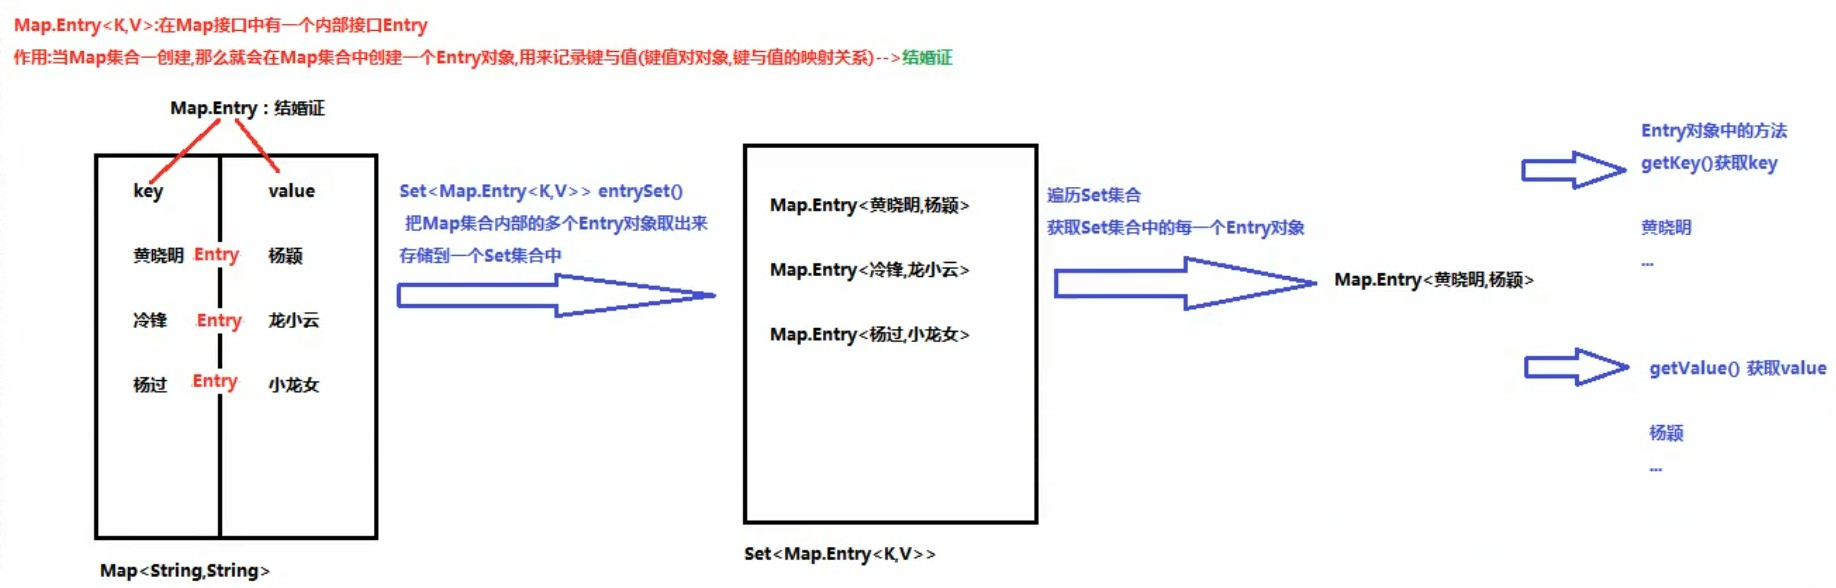 Map.Entry<K,V>:在Map接口中有一个内部接口Entry
作用:当Map集合一创建,那么就会在Map集合中创建一个Entry对象,用来记录键与值(键值对对象,键与值的映射关系)-->结婚证
Map.Entry：结婚证
key value
黄晓明 Entry 杨颖
冷锋 Entry 龙小云
杨过 Entry 小龙女
Map<String,String>
Set<Map.Entry<K,V>> entrySet()
把Map集合内部的多个Entry对象取出来
存储到一个Set集合中
Map.Entry<黄晓明,杨颖>
Map.Entry<冷锋,龙小云>
Map.Entry<杨过,小龙女>
Set<Map.Entry<K,V>>
遍历Set集合
获取Set集合中的每一个Entry对象
Map.Entry<黄晓明,杨颖>
Entry对象中的方法
getKey()获取key
黄晓明
...
getValue() 获取value
杨颖
...